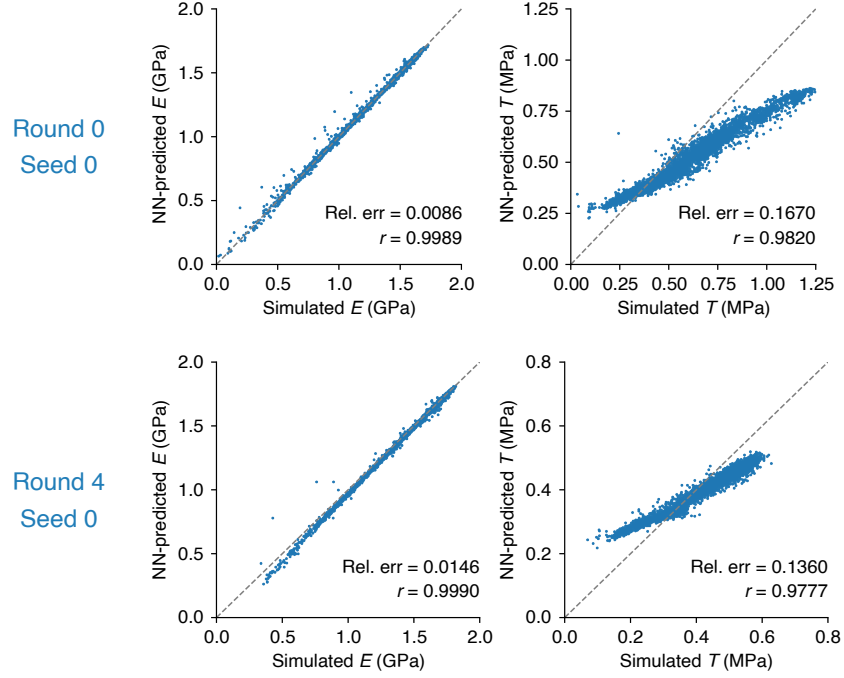 Round 0
Seed 0
NN-predicted E (GPa)
2.0
1.5
1.0
0.5
0.0
Rel. err = 0.0086
r = 0.9989
0.0 0.5 1.0 1.5 2.0
Simulated E (GPa)
NN-predicted T (MPa)
1.25
1.00
0.75
0.50
0.25
0.00
Rel. err = 0.1670
r = 0.9820
0.00 0.25 0.50 0.75 1.00 1.25
Simulated T (MPa)
Round 4
Seed 0
NN-predicted E (GPa)
2.0
1.5
1.0
0.5
0.0
Rel. err = 0.0146
r = 0.9990
0.0 0.5 1.0 1.5 2.0
Simulated E (GPa)
NN-predicted T (MPa)
0.8
0.6
0.4
0.2
0.0
Rel. err = 0.1360
r = 0.9777
0.0 0.2 0.4 0.6 0.8
Simulated T (MPa)